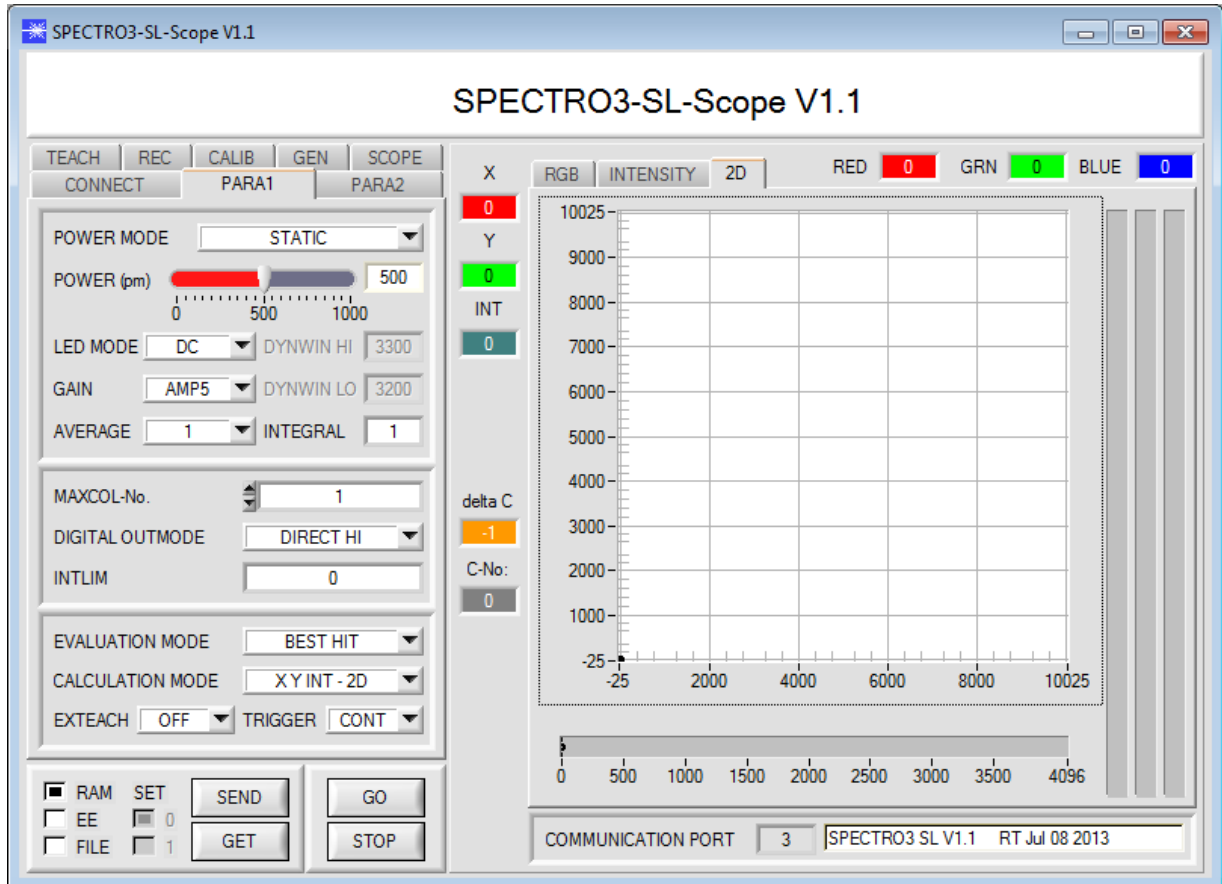 SPECTRO3-SL-Scope V1.1
SPECTRO3-SL-Scope V1.1
TEACH REC CALIB GEN SCOPE
CONNECT PARA1 PARA2
POWER MODE STATIC
POWER (pm) 500
0 500 1000
LED MODE DC DYNWIN HI 3300
GAIN AMP5 DYNWIN LO 3200
AVERAGE 1 INTEGRAL 1
MAXCOL-No. 1
DIGITAL OUTMODE DIRECT HI
INTLIM 0
EVALUATION MODE BEST HIT
CALCULATION MODE X Y INT - 2D
EXTEACH OFF TRIGGER CONT
RAM SET SEND GO
EE 0
FILE 1 GET STOP
X
0
Y
0
INT
0
delta C
-1
C-No:
0
RGB INTENSITY 2D RED 0 GRN 0 BLUE 0
10025
9000
8000
7000
6000
5000
4000
3000
2000
1000
-25
-25 2000 4000 6000 8000 10025
0 500 1000 1500 2000 2500 3000 3500 4096
COMMUNICATION PORT 3 SPECTRO3 SL V1.1 RT Jul 08 2013